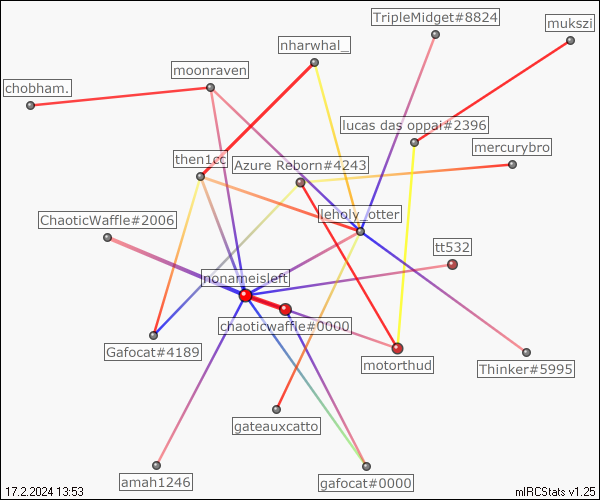 TripleMidget#8824
mukszi
nharwhal_
moonraven
chobham.
lucas das oppai#2396
mercurybro
then1cc
Azure Reborn#4243
leholy_otter
ChaoticWaffle#2006
tt532
nonameisleft
chaoticwaffle#0000
Gafocat#4189
motorthud
Thinker#5995
gateauxcatto
amah1246
gafocat#0000
17.2.2024 13:53
mIRCStats v1.25